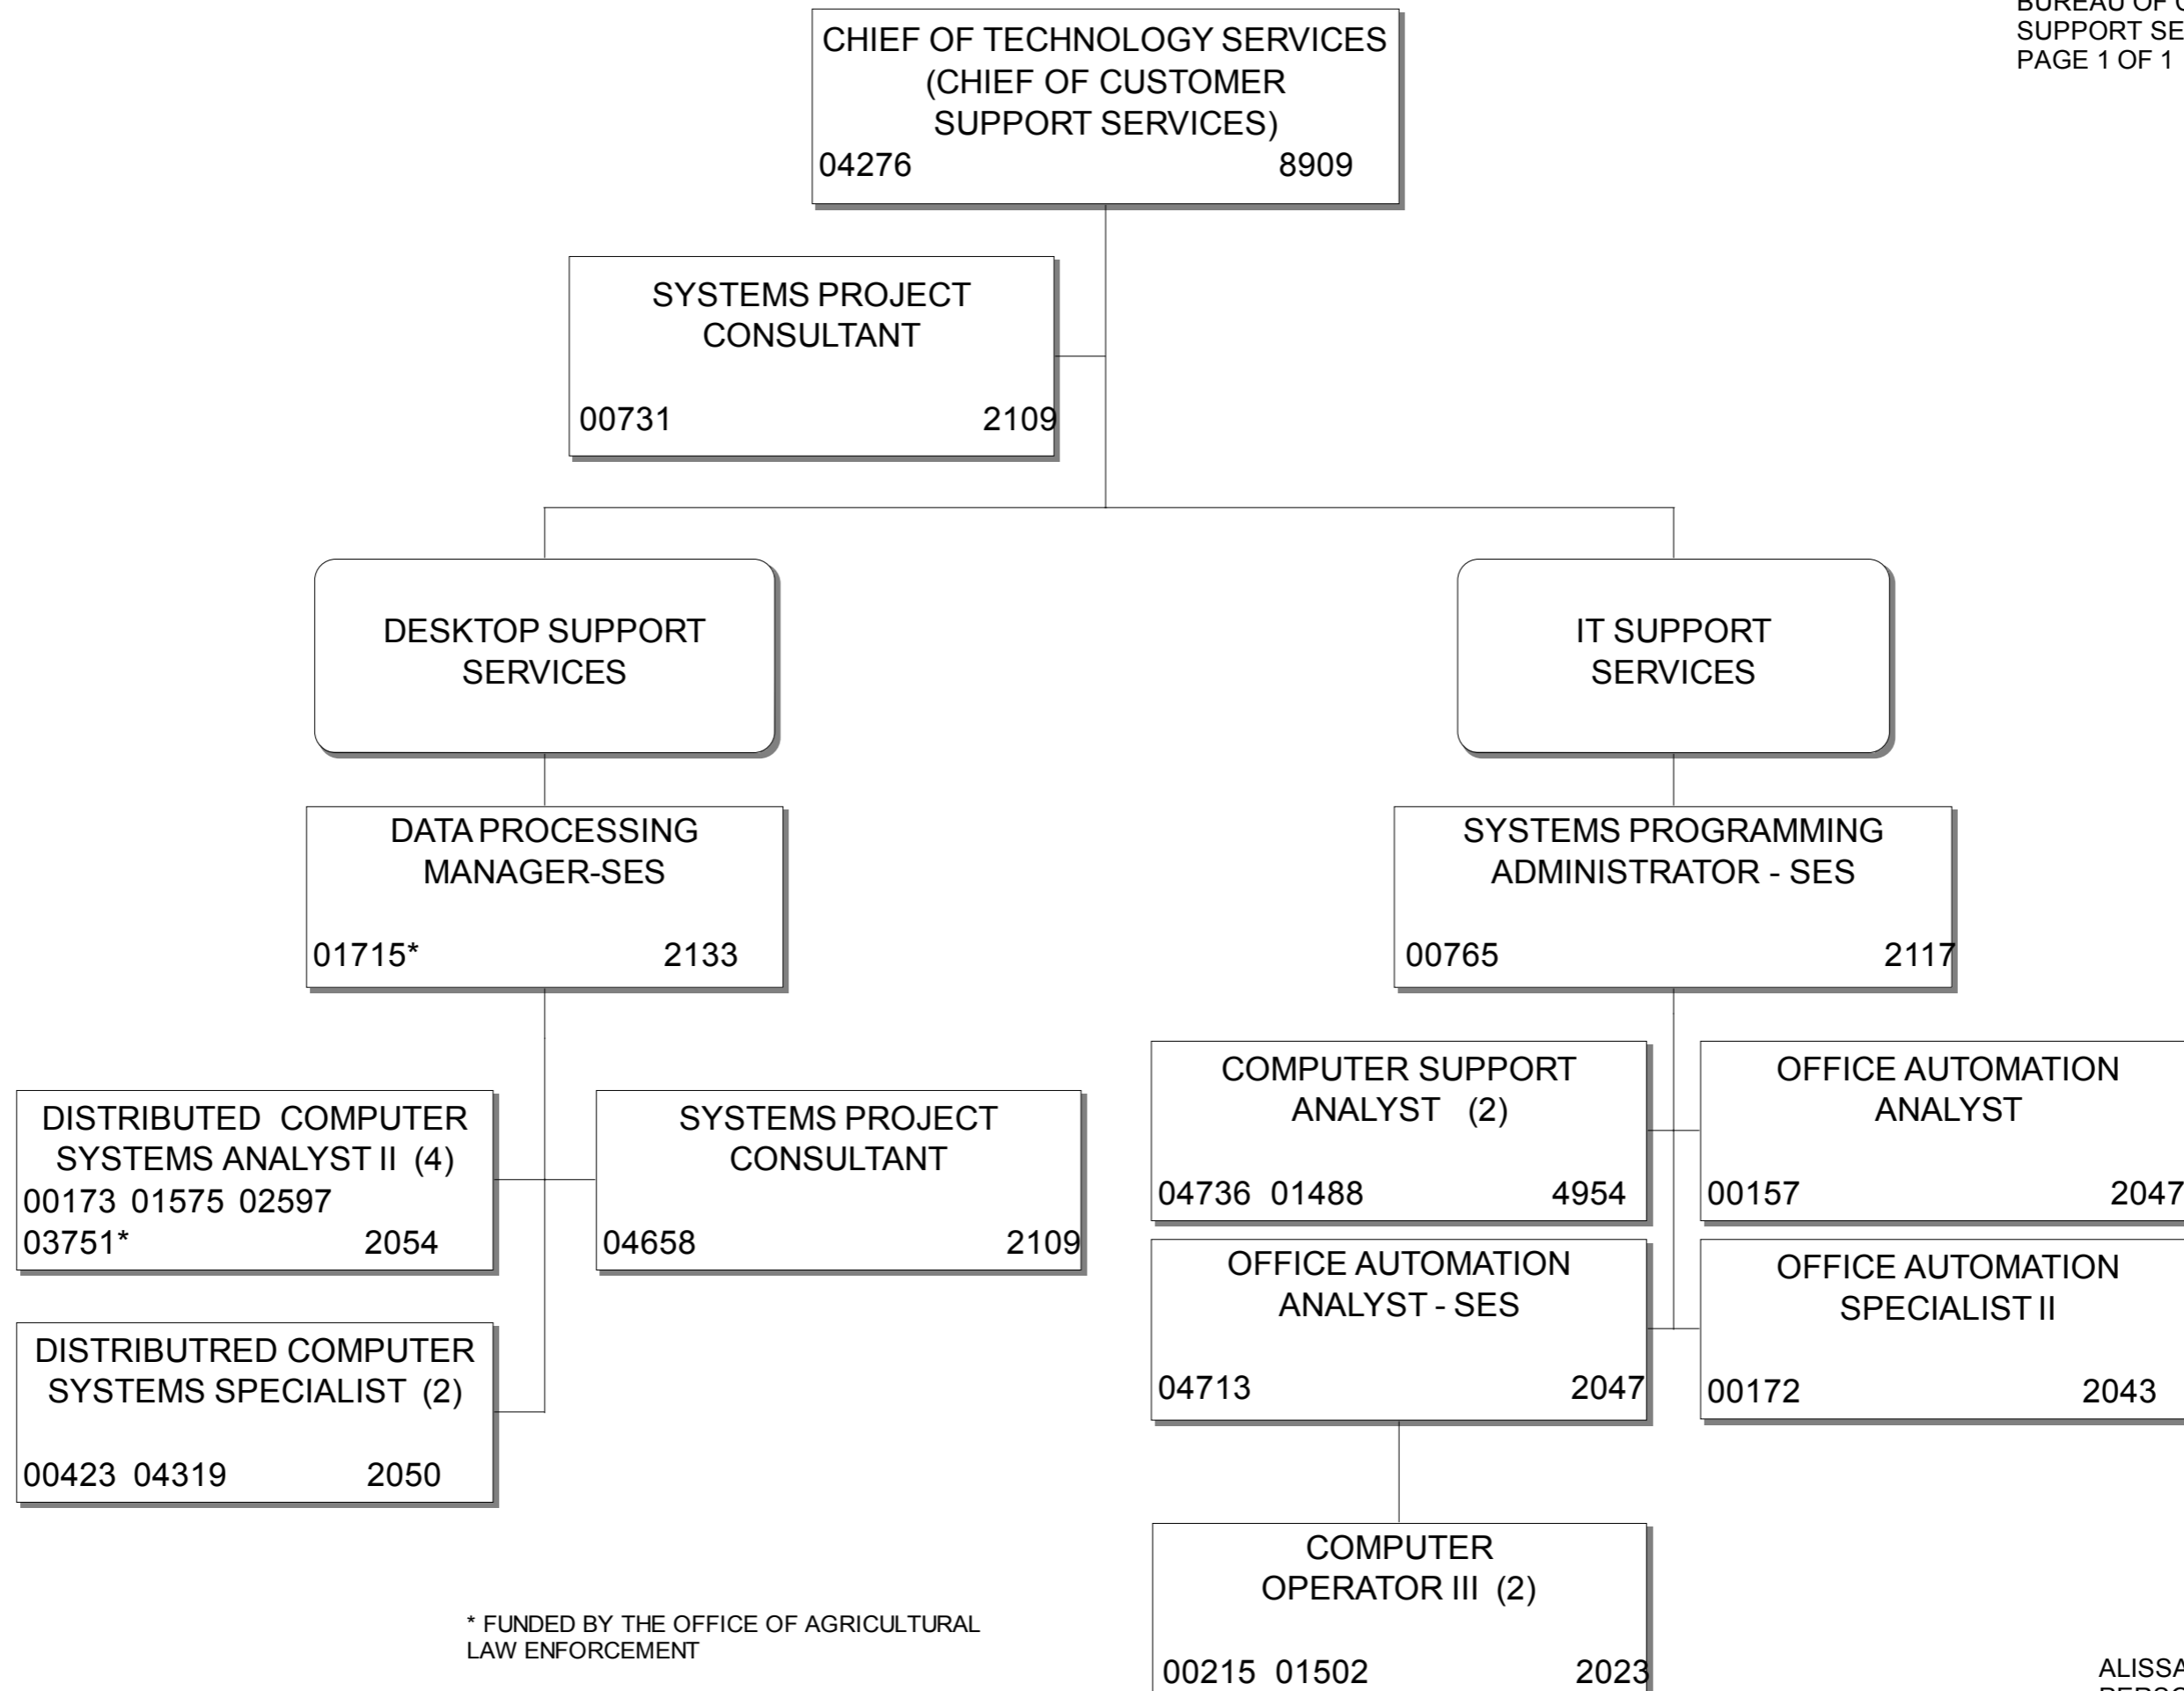 BUREAU OF
SUPPORT
PAGE 1 OF 1
CHIEF OF TECHNOLOGY SERVICES
(CHIEF OF CUSTOMER
SUPPORT SERVICES)
04276 8909
SYSTEMS PROJECT
CONSULTANT
00731 2109
DESKTOP SUPPORT
SERVICES
IT SUPPORT
SERVICES
DATA PROCESSING
MANAGER-SES
01715* 2133
SYSTEMS PROGRAMMING
ADMINISTRATOR - SES
00765 2117
DISTRIBUTED COMPUTER
SYSTEMS ANALYST II (4)
00173 01575 02597
03751* 2054
SYSTEMS PROJECT
CONSULTANT
04658 2109
DISTRIBUTRED COMPUTER
SYSTEMS SPECIALIST (2)
00423 04319 2050
COMPUTER SUPPORT
ANALYST (2)
04736 01488 4954
OFFICE AUTOMATION
ANALYST
00157 2047
OFFICE AUTOMATION
ANALYST - SES
04713 2047
OFFICE AUTOMATION
SPECIALIST II
00172 2043
COMPUTER
OPERATOR III (2)
00215 01502 2023
* FUNDED BY THE OFFICE OF AGRICULTURAL
LAW ENFORCEMENT
ALISSA